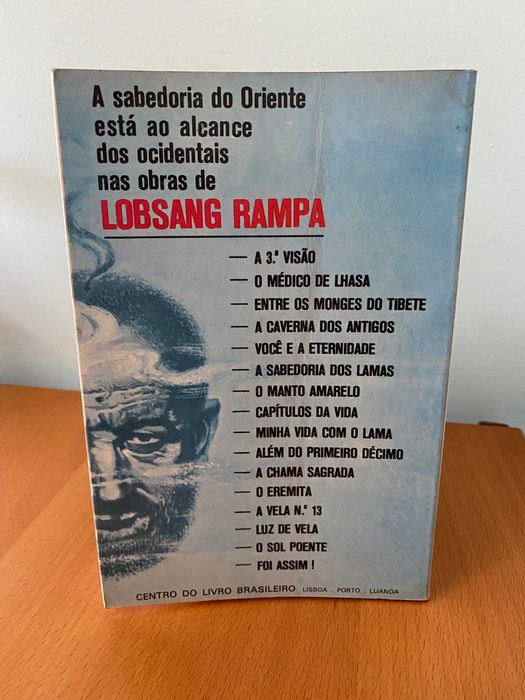 A sabedoria do Oriente
está ao alcance
dos ocidentais
nas obras de
LOBSANG RAMPA
— A 3.ª VISÃO
— O MÉDICO DE LHASA
— ENTRE OS MONGES DO TIBETE
— A CAVERNA DOS ANTIGOS
— VOCÊ E A ETERNIDADE
— A SABEDORIA DOS LAMAS
— O MANTO AMARELO
— CAPÍTULOS DA VIDA
— MINHA VIDA COM O LAMA
— ALÉM DO PRIMEIRO DÉCIMO
— A CHAMA SAGRADA
— O EREMITA
— A VELA N.º 13
— LUZ DE VELA
— O SOL POENTE
— FOI ASSIM !
CENTRO DO LIVRO BRASILEIRO LISBOA . PORTO . LUANDA